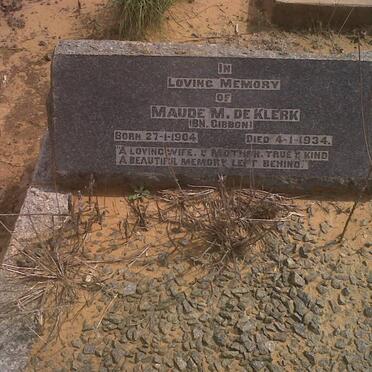 IN
LOVING MEMORY
OF
MAUDE M. DE KLERK
(BN. GIBBON)
BORN 27-1-1904 DIED 4-1-1934.
A LOVING WIFE, & MOTHER, TRUE & KIND
A BEAUTIFUL MEMORY LEFT BEHIND.